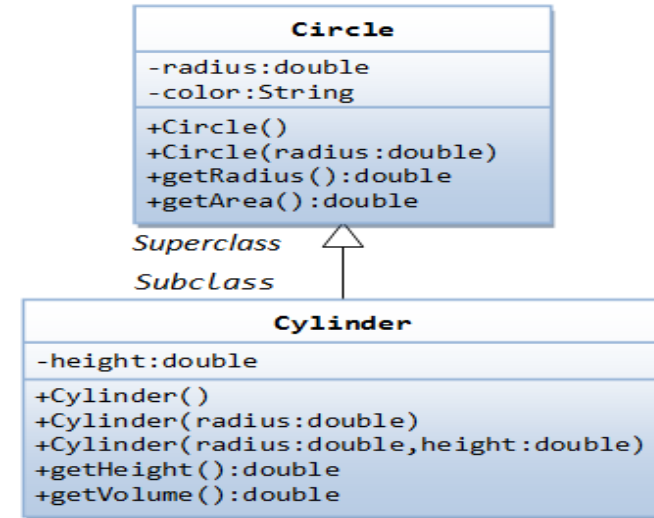 Circle
-radius:double
-color:String
+Circle()
+Circle(radius:double)
+getRadius():double
+getArea():double
Superclass
Subclass
Cylinder
-height:double
+Cylinder()
+Cylinder(radius:double)
+Cylinder(radius:double,height:double)
+getHeight():double
+getVolume():double